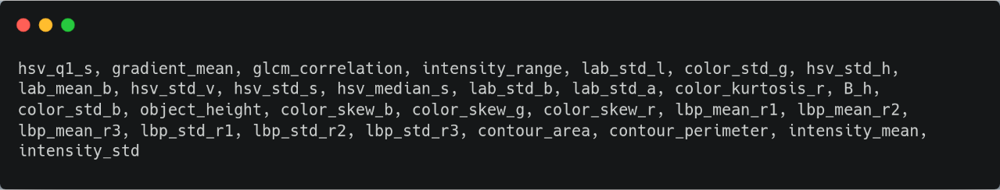 hsv_q1_s, gradient_mean, glcm_correlation, intensity_range, lab_std_l, color_std_g, hsv_std_h,
lab_mean_b, hsv_std_v, hsv_std_s, hsv_median_s, lab_std_b, lab_std_a, color_kurtosis_r, B_h,
color_std_b, object_height, color_skew_b, color_skew_g, color_skew_r, lbp_mean_r1, lbp_mean_r2,
lbp_mean_r3, lbp_std_r1, lbp_std_r2, lbp_std_r3, contour_area, contour_perimeter, intensity_mean,
intensity_std